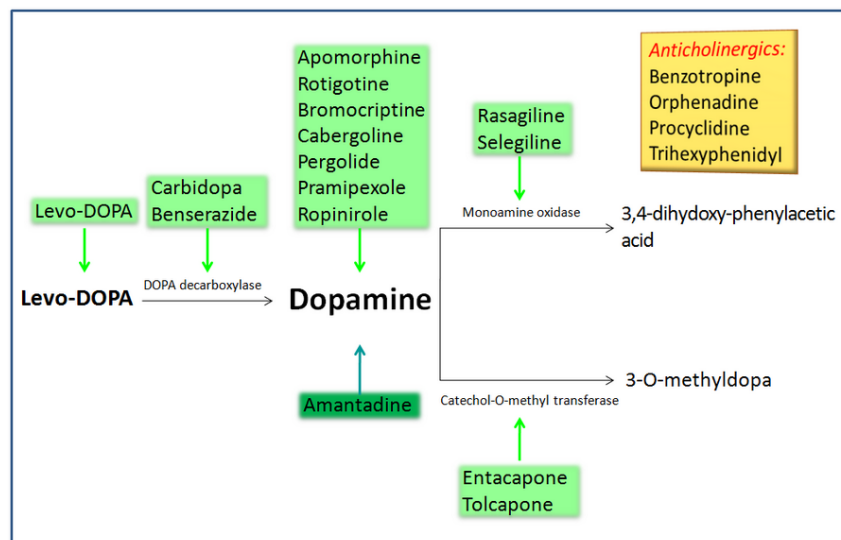 Apomorphine
Rotigotine
Bromocriptine
Cabergoline
Pergolide
Pramipexole
Ropinirole
Anticholinergics:
Benzotropine
Orphenadine
Procyclidine
Trihexyphenidyl
Rasagiline
Selegiline
Carbidopa
Benserazide
Levo-DOPA
Monoamine oxidase
3,4-dihydoxy-phenylacetic
acid
DOPA decarboxylase
Levo-DOPA
Dopamine
3-O-methyldopa
Amantadine
Catechol-O-methyl transferase
Entacapone
Tolcapone